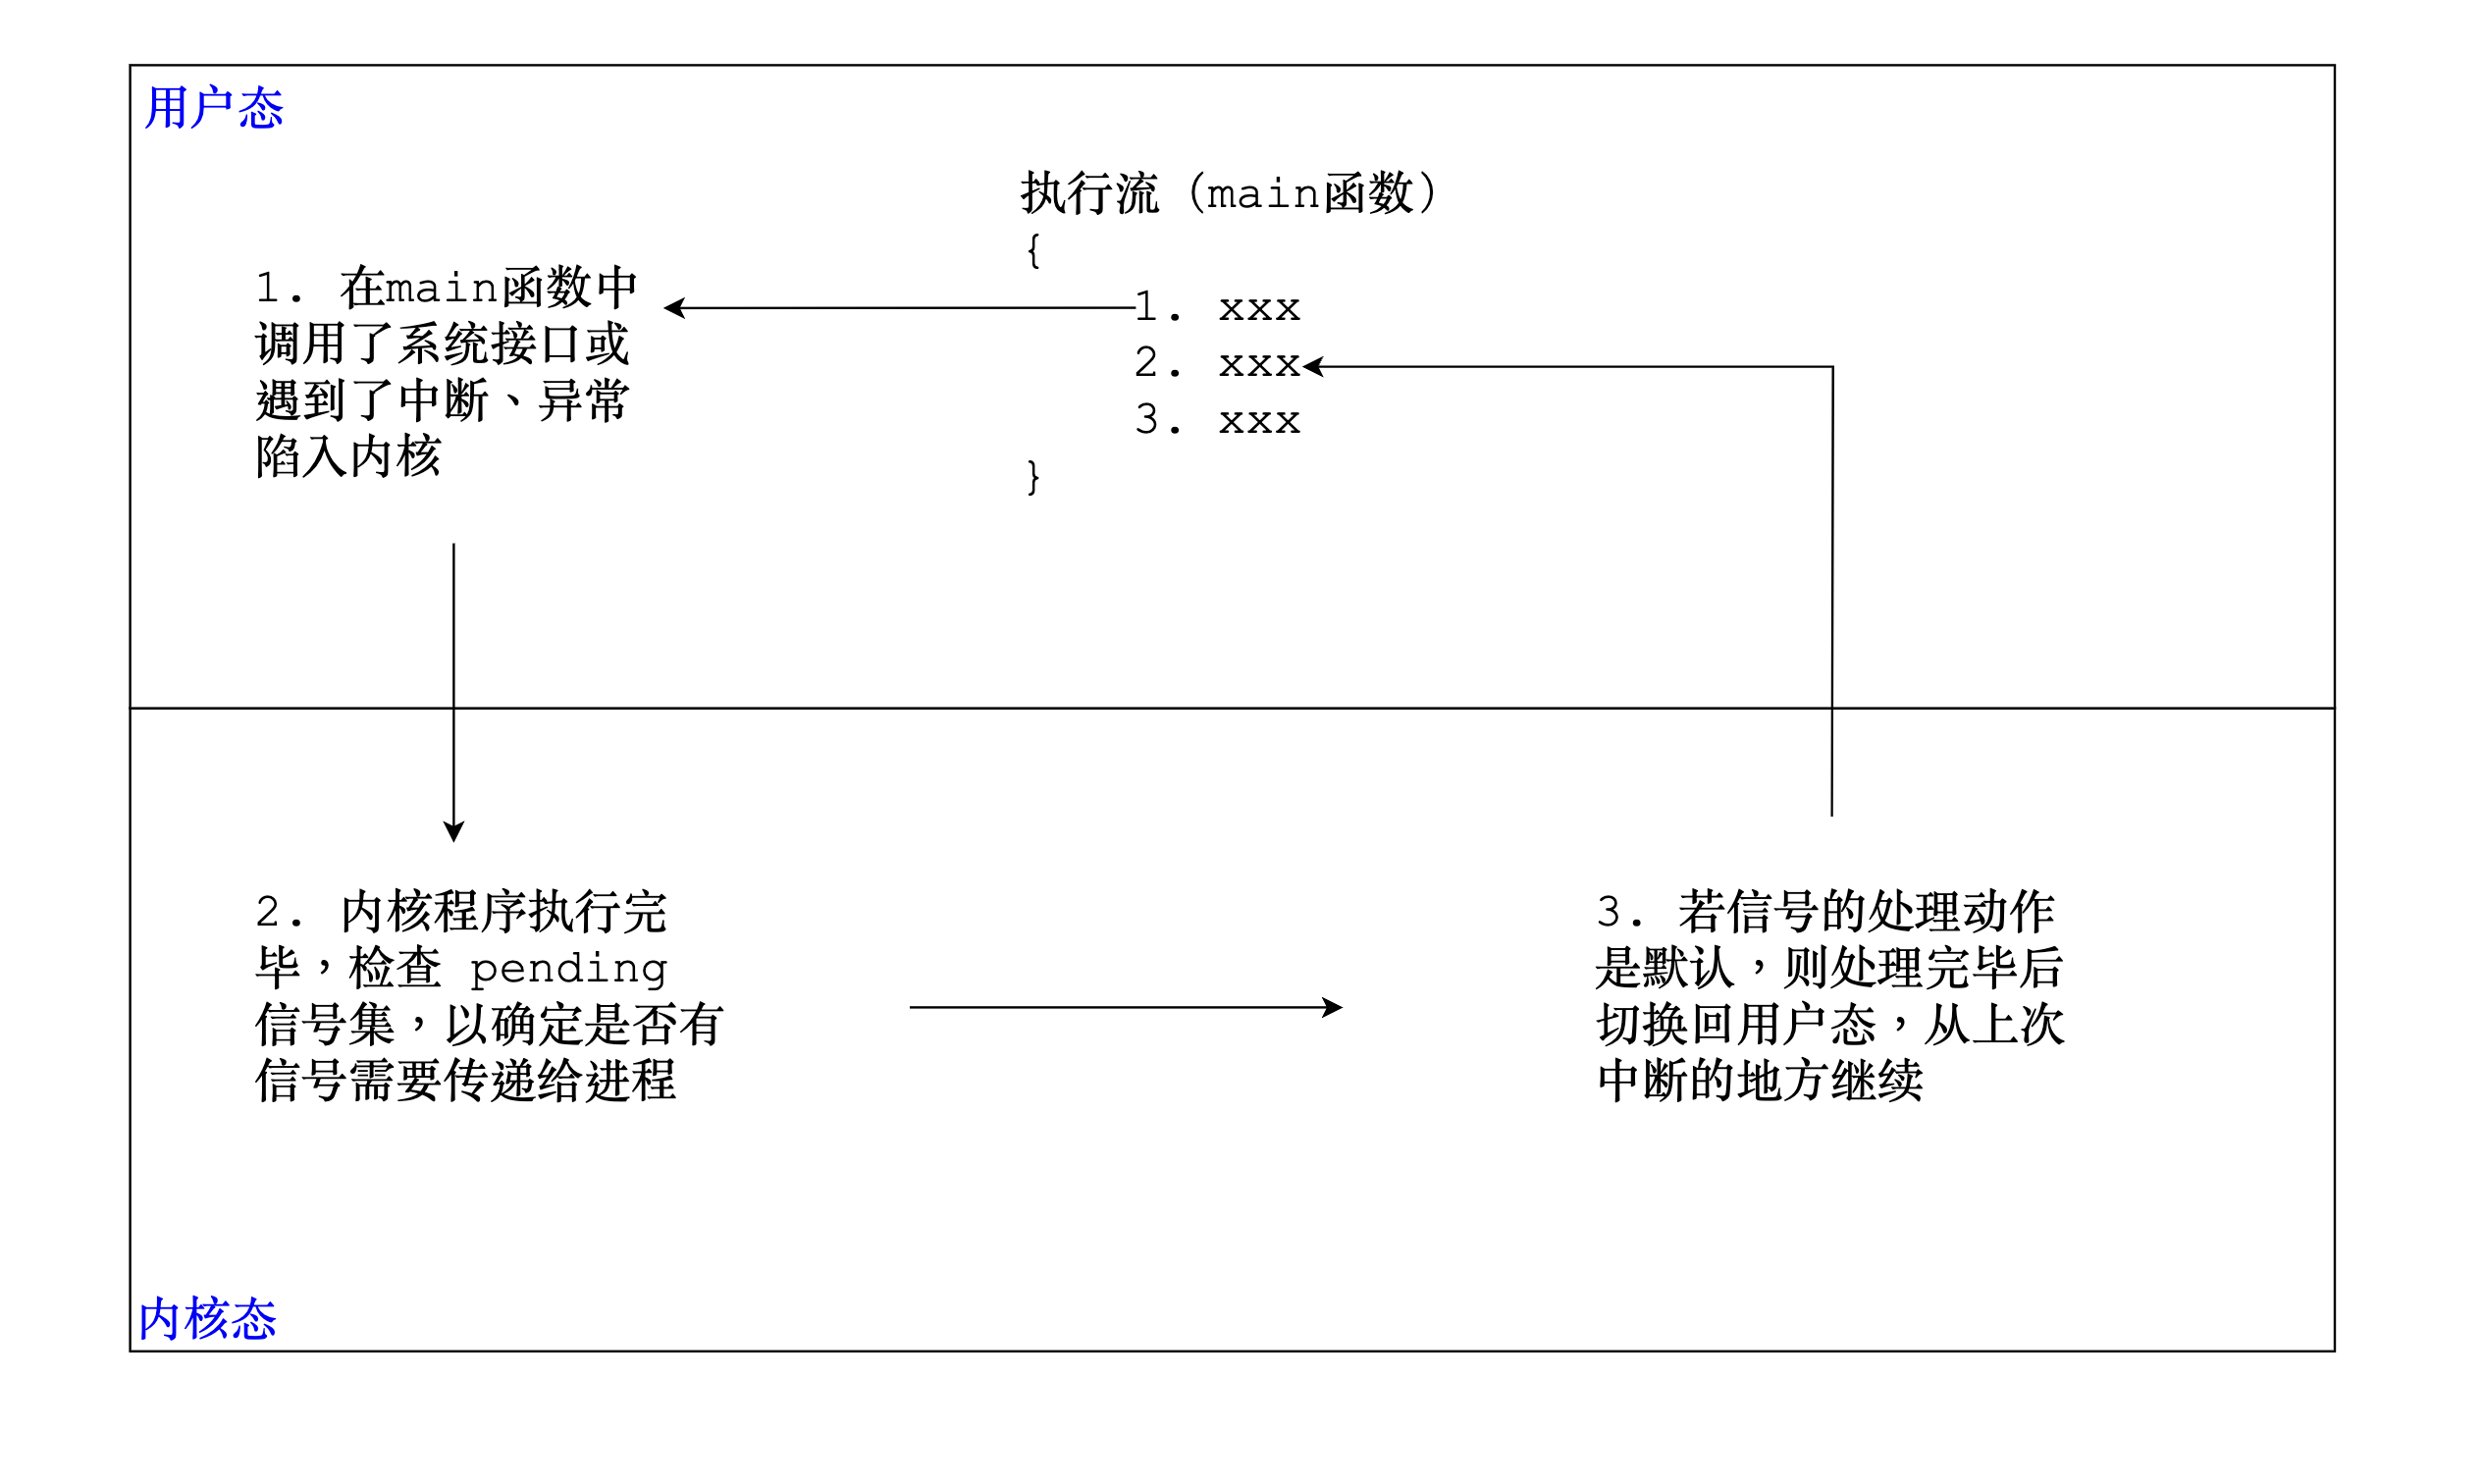 用户态
执行流（main函数）
{
1. xxx
2. xxx
3. xxx
}
1. 在main函数中
调用了系统接口或
遇到了中断、异常
陷入内核
2. 内核程序执行完
毕，检查 pending
信号集，以确定是否有
信号需要传递给进程
3. 若信号的处理动作
是默认，则处理完毕后
切换回用户态，从上次
中断的地方继续
内核态